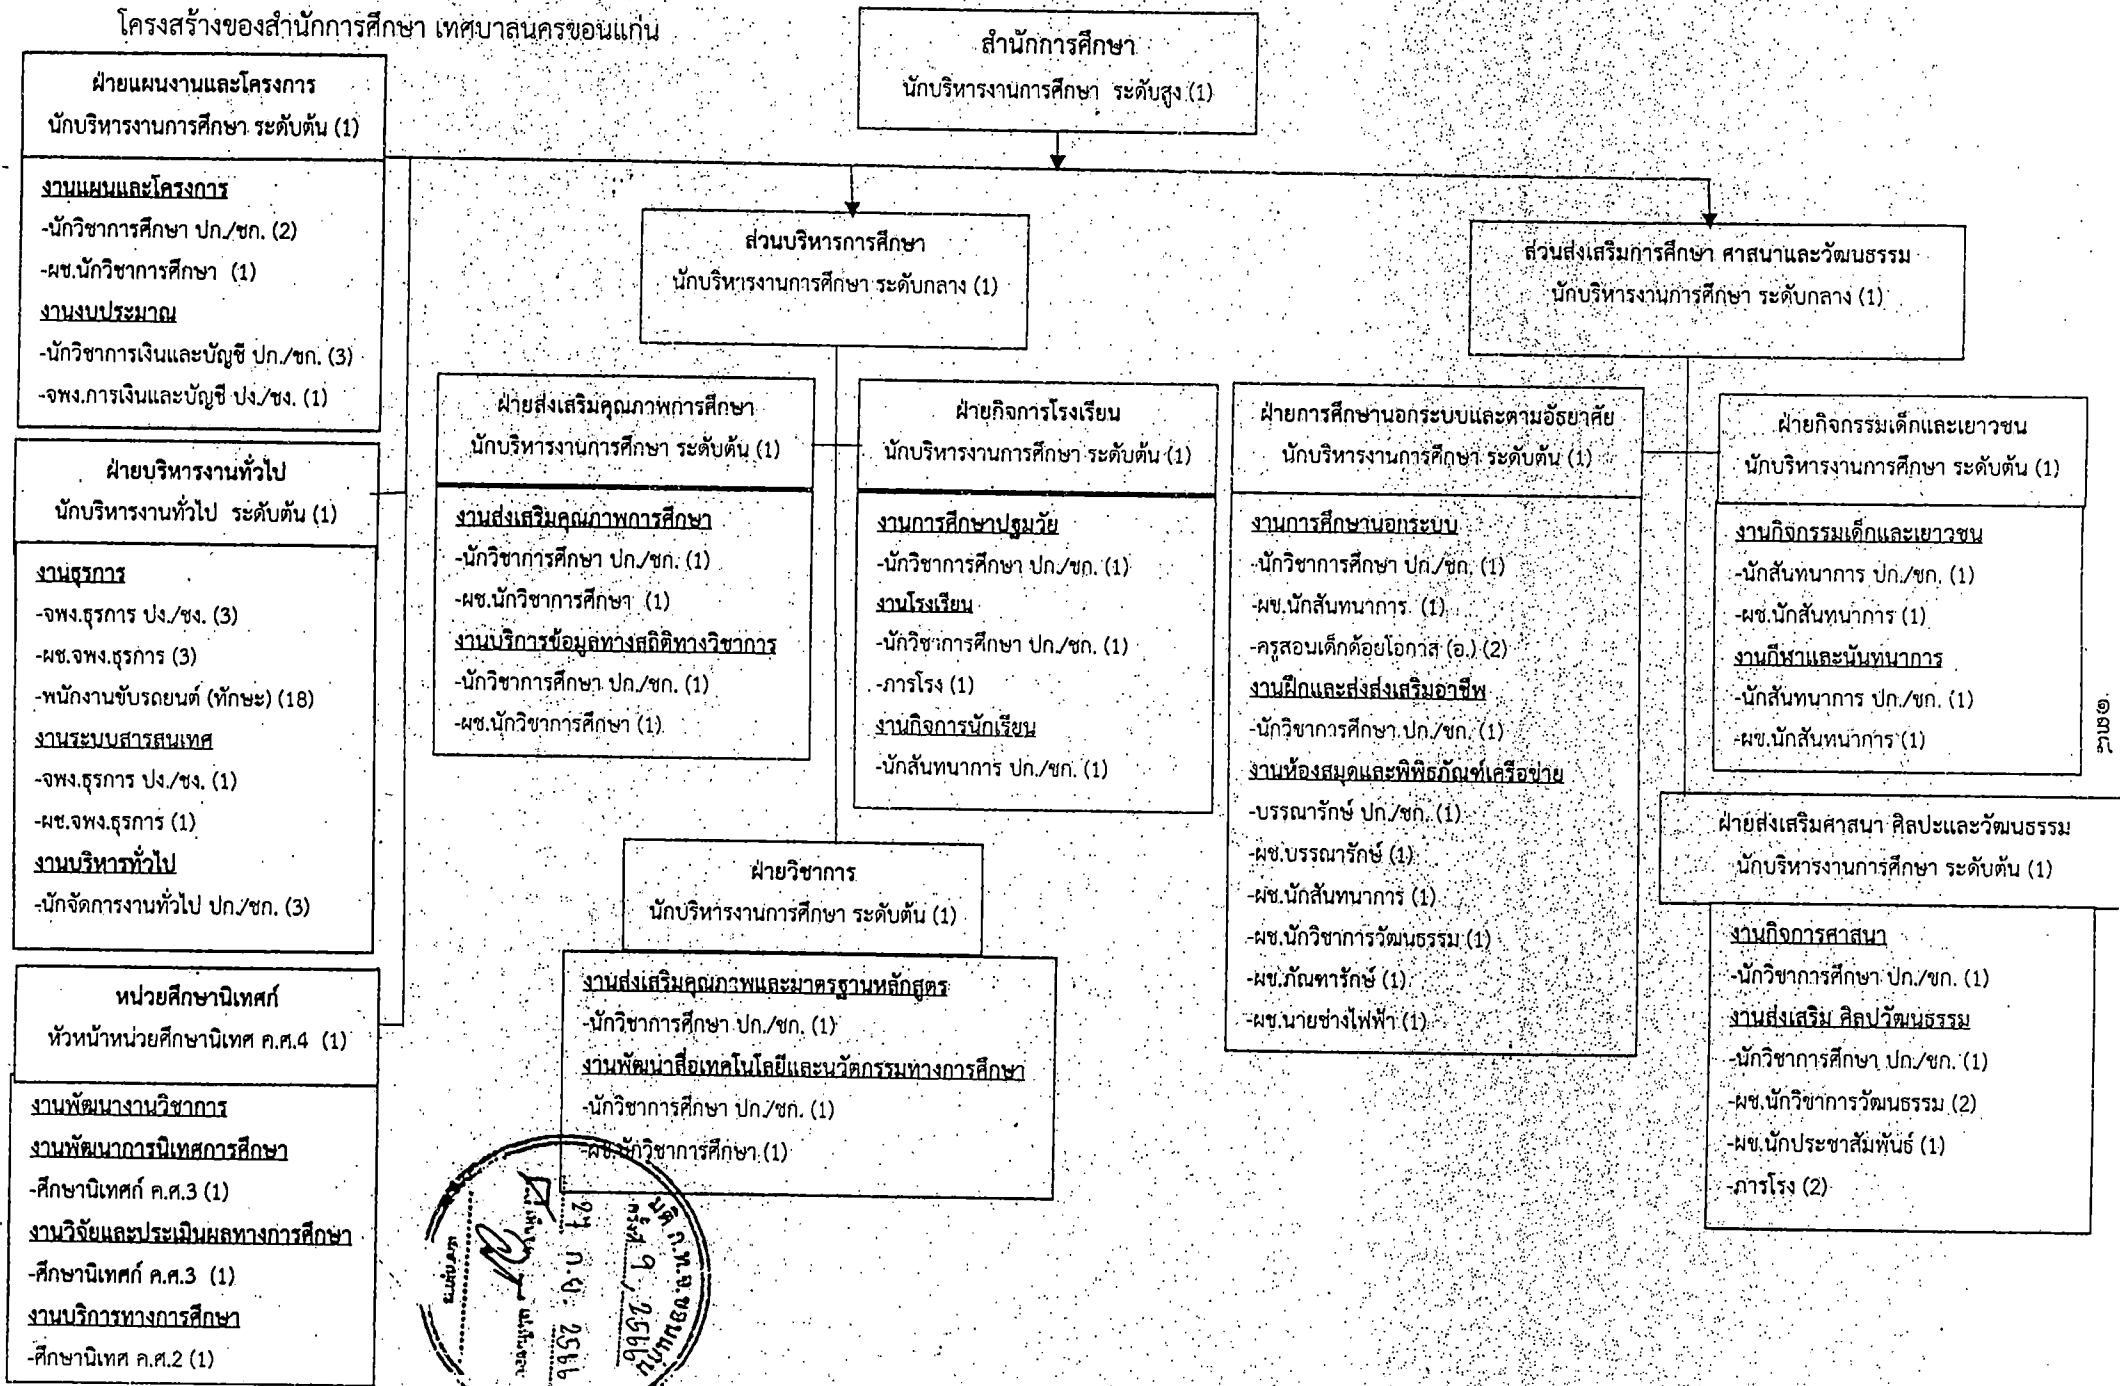 โครงสร้างของสำนักการศึกษา เทศบาลนครขอนแก่น
สำนักการศึกษา
นักบริหารงานการศึกษา ระดับสูง (1)
ฝ่ายแผนงานและโครงการ
นักบริหารงานการศึกษา ระดับต้น (1)
งานแผนและโครงการ
-นักวิชาการศึกษา ปก./ชก. (2)
-ผช.นักวิชาการศึกษา (1)
งานงบประมาณ
-นักวิชาการเงินและบัญชี ปก./ชก. (3)
-จพง.การเงินและบัญชี ปง./ชง. (1)
ฝ่ายบริหารงานทั่วไป
นักบริหารงานทั่วไป ระดับต้น (1)
งานธุรการ
-จพง.ธุรการ ปง./ชง. (3)
-ผช.จพง.ธุรการ (3)
-พนักงานขับรถยนต์ (ทักษะ) (18)
งานระบบสารสนเทศ
-จพง.ธุรการ ปง./ชง. (1)
-ผช.จพง.ธุรการ (1)
งานบริหารทั่วไป
-นักจัดการงานทั่วไป ปก./ชก. (3)
หน่วยศึกษานิเทศก์
หัวหน้าหน่วยศึกษานิเทศ ค.ศ.4 (1)
งานพัฒนางานวิชาการ
งานพัฒนาการนิเทศการศึกษา
-ศึกษานิเทศก์ ค.ศ.3 (1)
งานวิจัยและประเมินผลทางการศึกษา
-ศึกษานิเทศก์ ค.ศ.3 (1)
งานบริการทางการศึกษา
-ศึกษานิเทศ ค.ศ.2 (1)
ส่วนบริหารการศึกษา
นักบริหารงานการศึกษา ระดับกลาง (1)
ฝ่ายส่งเสริมคุณภาพการศึกษา
นักบริหารงานการศึกษา ระดับต้น (1)
งานส่งเสริมคุณภาพการศึกษา
-นักวิชาการศึกษา ปก./ชก. (1)
-ผช.นักวิชาการศึกษา (1)
งานบริการข้อมูลทางสถิติทางวิชาการ
-นักวิชาการศึกษา ปก./ชก. (1)
-ผช.นักวิชาการศึกษา (1)
ฝ่ายกิจการโรงเรียน
นักบริหารงานการศึกษา ระดับต้น (1)
งานการศึกษาปฐมวัย
-นักวิชาการศึกษา ปก./ชก. (1)
งานโรงเรียน
-นักวิชาการศึกษา ปก./ชก. (1)
-ภารโรง (1)
งานกิจการนักเรียน
-นักสันทนาการ ปก./ชก. (1)
ฝ่ายวิชาการ
นักบริหารงานการศึกษา ระดับต้น (1)
งานส่งเสริมคุณภาพและมาตรฐานหลักสูตร
-นักวิชาการศึกษา ปก./ชก. (1)
งานพัฒนาสื่อเทคโนโลยีและนวัตกรรมทางการศึกษา
-นักวิชาการศึกษา ปก./ชก. (1)
-ผช.นักวิชาการศึกษา (1)
ส่วนส่งเสริมการศึกษา ศาสนาและวัฒนธรรม
นักบริหารงานการศึกษา ระดับกลาง (1)
ฝ่ายการศึกษานอกระบบและตามอัธยาศัย
นักบริหารงานการศึกษา ระดับต้น (1)
งานการศึกษานอกระบบ
-นักวิชาการศึกษา ปก./ชก. (1)
-ผช.นักสันทนาการ (1)
-ครูสอนเด็กด้อยโอกาส (อ.) (2)
งานฝึกและส่งส่งเสริมอาชีพ
-นักวิชาการศึกษา ปก./ชก. (1)
งานห้องสมุดและพิพิธภัณฑ์เครือข่าย
-บรรณารักษ์ ปก./ชก. (1)
-ผช.บรรณารักษ์ (1)
-ผช.นักสันทนาการ (1)
-ผช.นักวิชาการวัฒนธรรม (1)
-ผช.ภัณฑารักษ์ (1)
-ผช.นายช่างไฟฟ้า (1)
ฝ่ายกิจกรรมเด็กและเยาวชน
นักบริหารงานการศึกษา ระดับต้น (1)
งานกิจกรรมเด็กและเยาวชน
-นักสันทนาการ ปก./ชก. (1)
-ผช.นักสันทนาการ (1)
งานกีฬาและนันทนาการ
-นักสันทนาการ ปก./ชก. (1)
-ผช.นักสันทนาการ (1)
ฝ่ายส่งเสริมศาสนา ศิลปะและวัฒนธรรม
นักบริหารงานการศึกษา ระดับต้น (1)
งานกิจการศาสนา
-นักวิชาการศึกษา ปก./ชก. (1)
งานส่งเสริม ศิลปวัฒนธรรม
-นักวิชาการศึกษา ปก./ชก. (1)
-ผช.นักวิชาการวัฒนธรรม (2)
-ผช.นักประชาสัมพันธ์ (1)
-ภารโรง (2)
มติ ก.ท.จ.ขอนแก่น
ครั้งที่ 9 / 2566
27 ก.ย. 2566